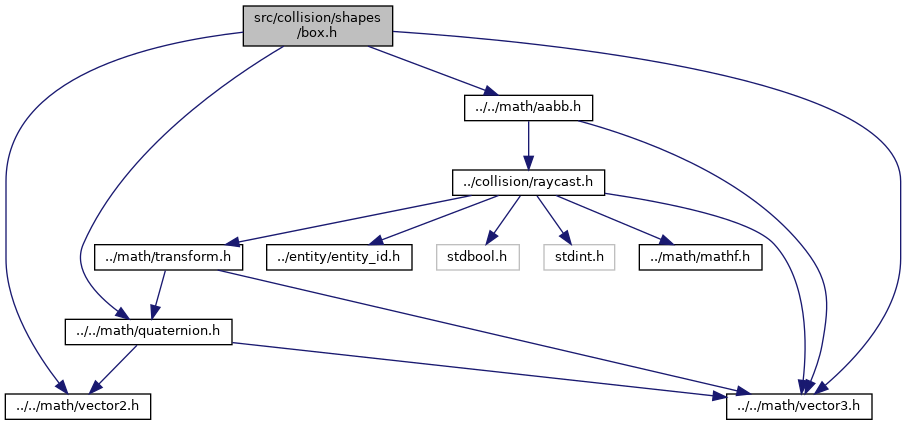 src/collision/shapes
/box.h
../../math/aabb.h
../collision/raycast.h
../math/transform.h
../entity/entity_id.h
stdbool.h
stdint.h
../math/mathf.h
../../math/quaternion.h
../../math/vector2.h
../../math/vector3.h